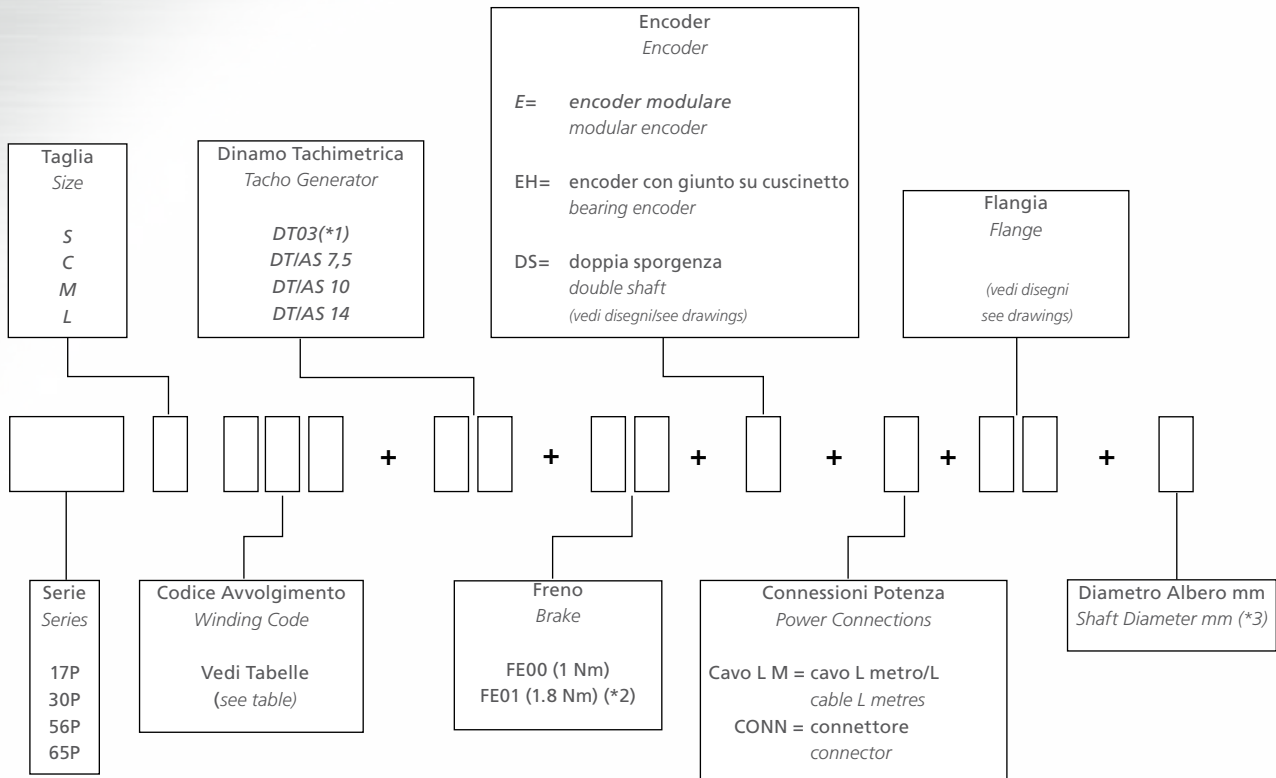 Encoder
Encoder
E= encoder modulare
modular encoder
EH= encoder con giunto su cuscinetto
bearing encoder
DS= doppia sporgenza
double shaft
(vedi disegni/see drawings)
Taglia
Size
S
C
M
L
Dinamo Tachimetrica
Tacho Generator
DT03(*1)
DT/AS 7,5
DT/AS 10
DT/AS 14
Flangia
Flange
(vedi disegni
see drawings)
+ + + + + +
Serie
Series
17P
30P
56P
65P
Codice Avvolgimento
Winding Code
Vedi Tabelle
(see table)
Freno
Brake
FE00 (1 Nm)
FE01 (1.8 Nm) (*2)
Connessioni Potenza
Power Connections
Cavo L M = cavo L metro/L
cable L metres
CONN = connettore
connector
Diametro Albero mm
Shaft Diameter mm (*3)